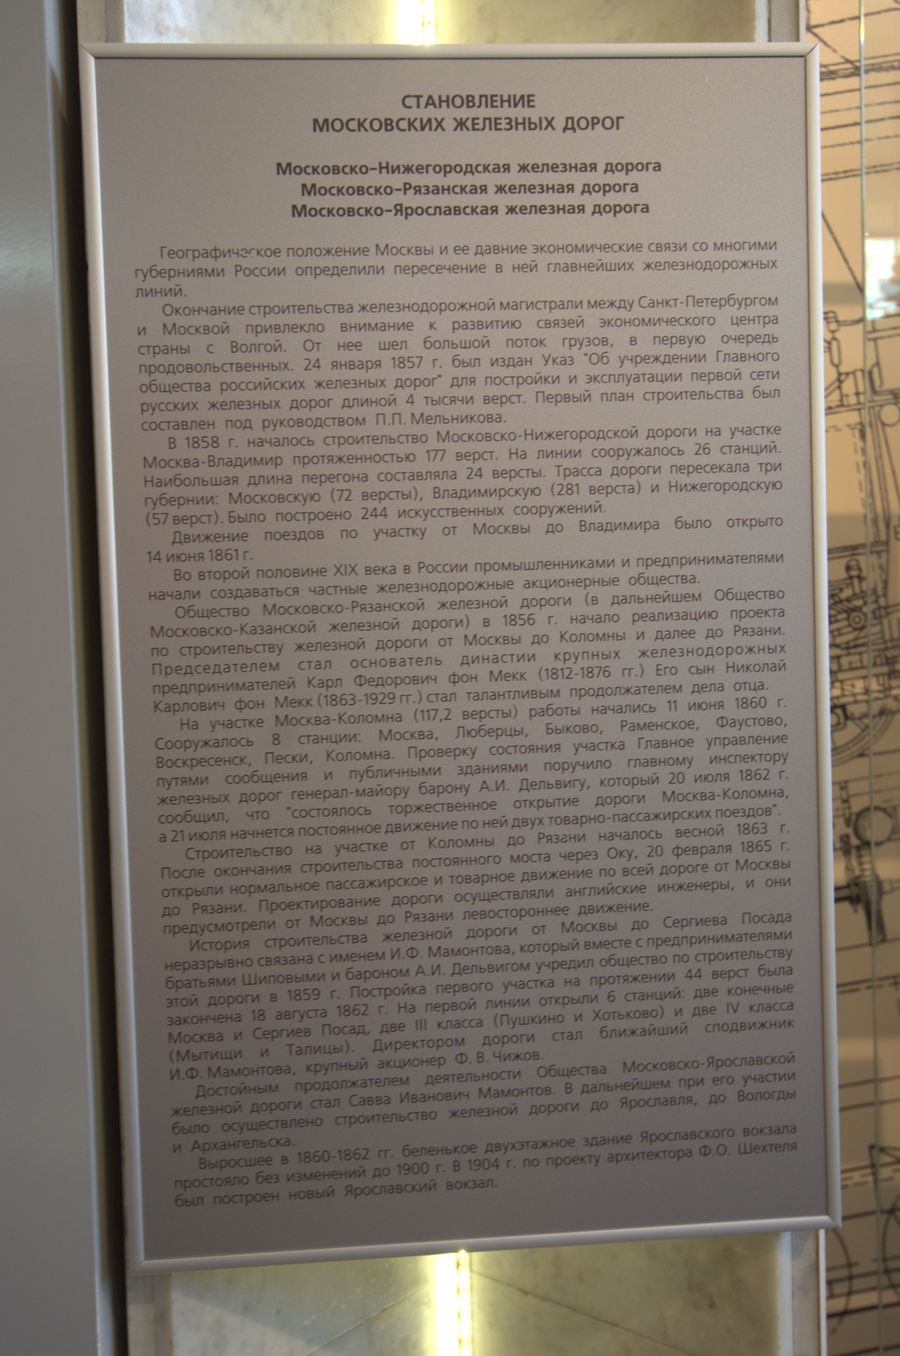 СТАНОВЛЕНИЕ
МОСКОВСКИХ ЖЕЛЕЗНЫХ ДОРОГ
Московско-Нижегородская железная дорога
Московско-Рязанская железная дорога
Московско-Ярославская железная дорога
Географическое положение Москвы и ее давние экономические связи со многими
губерниями России определили пересечение в ней главнейших железнодорожных
линий.
Окончание строительства железнодорожной магистрали между Санкт-Петербургом
и Москвой привлекло внимание к развитию связей экономического центра
страны с Волгой. От нее шел большой поток грузов, в первую очередь
продовольственных. 24 января 1857 г. был издан Указ "Об учреждении Главного
общества российских железных дорог" для постройки и эксплуатации первой сети
русских железных дорог длиной 4 тысячи верст. Первый план строительства был
составлен под руководством П.П. Мельникова.
В 1858 г. началось строительство Московско-Нижегородской дороги на участке
Москва-Владимир протяженностью 177 верст. На линии сооружалось 26 станций.
Наибольшая длина перегона составляла 24 версты. Трасса дороги пересекала три
губернии: Московскую (72 версты), Владимирскую (281 верста) и Нижегородскую
(57 верст). Было построено 244 искусственных сооружений.
Движение поездов по участку от Москвы до Владимира было открыто
14 июня 1861 г.
Во второй половине XIX века в России промышленниками и предпринимателями
начали создаваться частные железнодорожные акционерные общества.
Общество Московско-Рязанской железной дороги (в дальнейшем Общество
Московско-Казанской железной дороги) в 1856 г. начало реализацию проекта
по строительству железной дороги от Москвы до Коломны и далее до Рязани.
Председателем стал основатель династии крупных железнодорожных
предпринимателей Карл Федорович фон Мекк (1812-1876 гг.) Его сын Николай
Карлович фон Мекк (1863-1929 гг.) стал талантливым продолжателем дела отца.
На участке Москва-Коломна (117,2 версты) работы начались 11 июня 1860 г.
Сооружалось 8 станции: Москва, Люберцы, Быково, Раменское, Фаустово,
Воскресенск, Пески, Коломна. Проверку состояния участка Главное управление
путями сообщения и публичными зданиями поручило главному инспектору
железных дорог генерал-майору барону А.И. Дельвигу, который 20 июля 1862 г.
сообщил, что "состоялось торжественное открытие дороги Москва-Коломна,
а 21 июля начнется постоянное движение по ней двух товарно-пассажирских поездов".
Строительство на участке от Коломны до Рязани началось весной 1863 г.
После окончания строительства постоянного моста через Оку, 20 февраля 1865 г.
открыли нормальное пассажирское и товарное движение по всей дороге от Москвы
до Рязани. Проектирование дороги осуществляли английские инженеры, и они
предусмотрели от Москвы до Рязани левостороннее движение.
История строительства железной дороги от Москвы до Сергиева Посада
неразрывно связана с именем И.Ф. Мамонтова, который вместе с предпринимателями
братьями Шиповыми и бароном А.И. Дельвигом учредил общество по строительству
этой дороги в 1859 г. Постройка первого участка на протяжении 44 верст была
закончена 18 августа 1862 г. На первой линии открыли 6 станций: две конечные
Москва и Сергиев Посад, две III класса (Пушкино и Хотьково) и две IV класса
(Мытищи и Талицы). Директором дороги стал ближайший сподвижник
И.Ф. Мамонтова, крупный акционер Ф.В. Чижов.
Достойным продолжателем деятельности Общества Московско-Ярославской
железной дороги стал Савва Иванович Мамонтов. В дальнейшем при его участии
было осуществлено строительство железной дороги до Ярославля, до Вологды
и Архангельска.
Выросшее в 1860-1862 гг. беленькое двухэтажное здание Ярославского вокзала
простояло без изменений до 1900 г. В 1904 г. по проекту архитектора Ф.О. Шехтеля
был построен новый Ярославский вокзал.